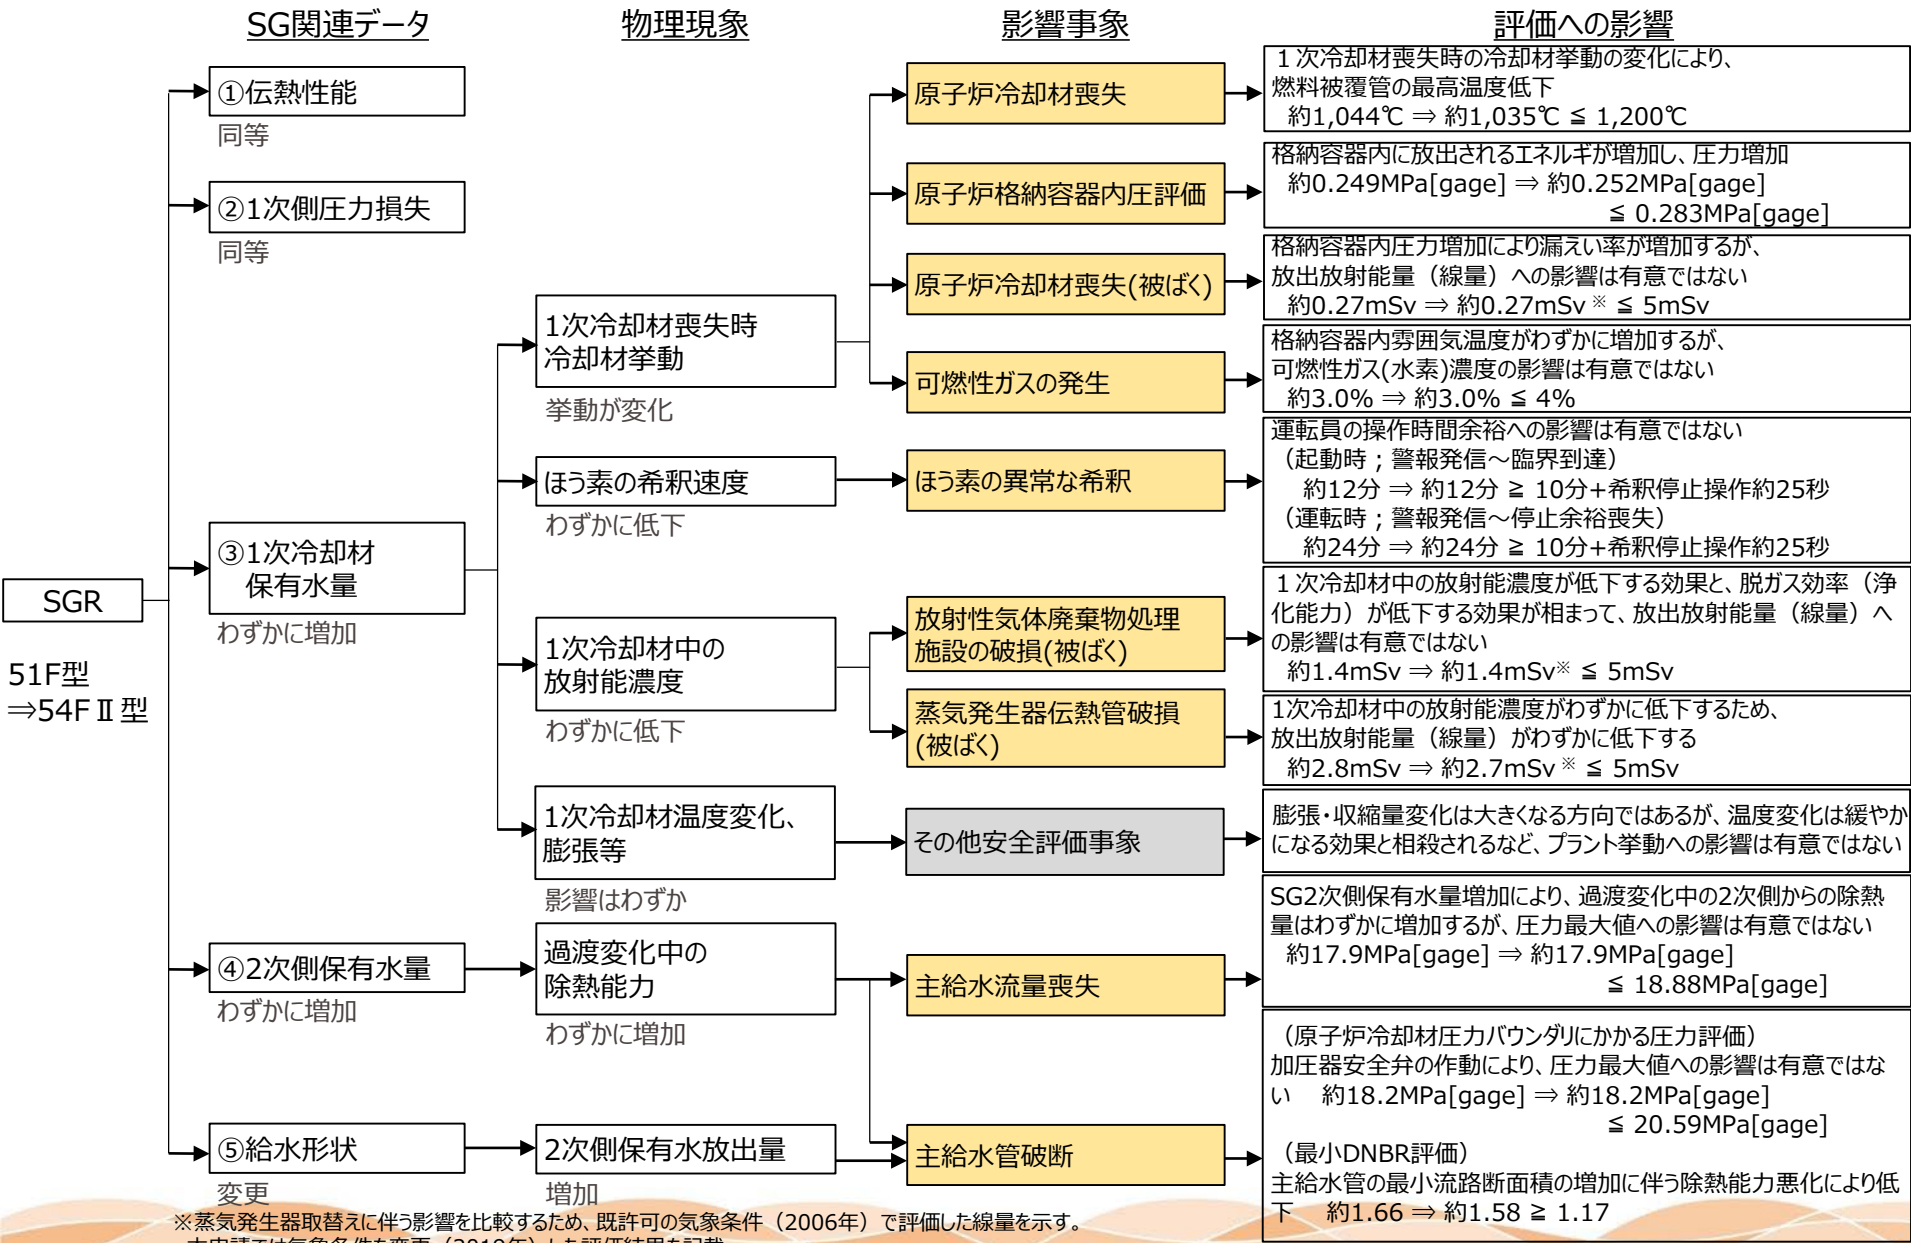 SG関連データ
物理現象
影響事象
評価への影響
SGR
51F型
⇒54FⅡ型
①伝熱性能
同等
②1次側圧力損失
同等
③1次冷却材
保有水量
わずかに増加
④2次側保有水量
わずかに増加
⑤給水形状
変更
1次冷却材喪失時
冷却材挙動
挙動が変化
ほう素の希釈速度
わずかに低下
1次冷却材中の
放射能濃度
わずかに低下
1次冷却材温度変化、
膨張等
影響はわずか
過渡変化中の
除熱能力
わずかに増加
2次側保有水放出量
増加
原子炉冷却材喪失
原子炉格納容器内圧評価
原子炉冷却材喪失(被ばく)
可燃性ガスの発生
ほう素の異常な希釈
放射性気体廃棄物処理
施設の破損(被ばく)
蒸気発生器伝熱管破損
(被ばく)
その他安全評価事象
主給水流量喪失
主給水管破断
１次冷却材喪失時の冷却材挙動の変化により、
燃料被覆管の最高温度低下
約1,044℃ ⇒ 約1,035℃ ≦ 1,200℃
格納容器内に放出されるエネルギが増加し、圧力増加
約0.249MPa[gage] ⇒ 約0.252MPa[gage]
≦ 0.283MPa[gage]
格納容器内圧力増加により漏えい率が増加するが、
放出放射能量（線量）への影響は有意ではない
約0.27mSv ⇒ 約0.27mSv※ ≦ 5mSv
格納容器内雰囲気温度がわずかに増加するが、
可燃性ガス(水素)濃度の影響は有意ではない
約3.0% ⇒ 約3.0% ≦ 4%
運転員の操作時間余裕への影響は有意ではない
（起動時；警報発信～臨界到達）
約12分 ⇒ 約12分 ≧ 10分+希釈停止操作約25秒
（運転時；警報発信～停止余裕喪失）
約24分 ⇒ 約24分 ≧ 10分+希釈停止操作約25秒
１次冷却材中の放射能濃度が低下する効果と、脱ガス効率（浄
化能力）が低下する効果が相まって、放出放射能量（線量）へ
の影響は有意ではない
約1.4mSv ⇒ 約1.4mSv※ ≦ 5mSv
1次冷却材中の放射能濃度がわずかに低下するため、
放出放射能量（線量）がわずかに低下する
約2.8mSv ⇒ 約2.7mSv※ ≦ 5mSv
膨張・収縮量変化は大きくなる方向ではあるが、温度変化は緩やか
になる効果と相殺されるなど、プラント挙動への影響は有意ではない
SG2次側保有水量増加により、過渡変化中の2次側からの除熱
量はわずかに増加するが、圧力最大値への影響は有意ではない
約17.9MPa[gage] ⇒ 約17.9MPa[gage]
≦ 18.88MPa[gage]
（原子炉冷却材圧力バウンダリにかかる圧力評価）
加圧器安全弁の作動により、圧力最大値への影響は有意ではな
い 約18.2MPa[gage] ⇒ 約18.2MPa[gage]
≦ 20.59MPa[gage]
（最小DNBR評価）
主給水管の最小流路断面積の増加に伴う除熱能力悪化により低
下 約1.66 ⇒ 約1.58 ≧ 1.17
※蒸気発生器取替えに伴う影響を比較するため、既許可の気象条件（2006年）で評価した線量を示す。
本申請では気象条件を変更（2019年）した評価結果を記載